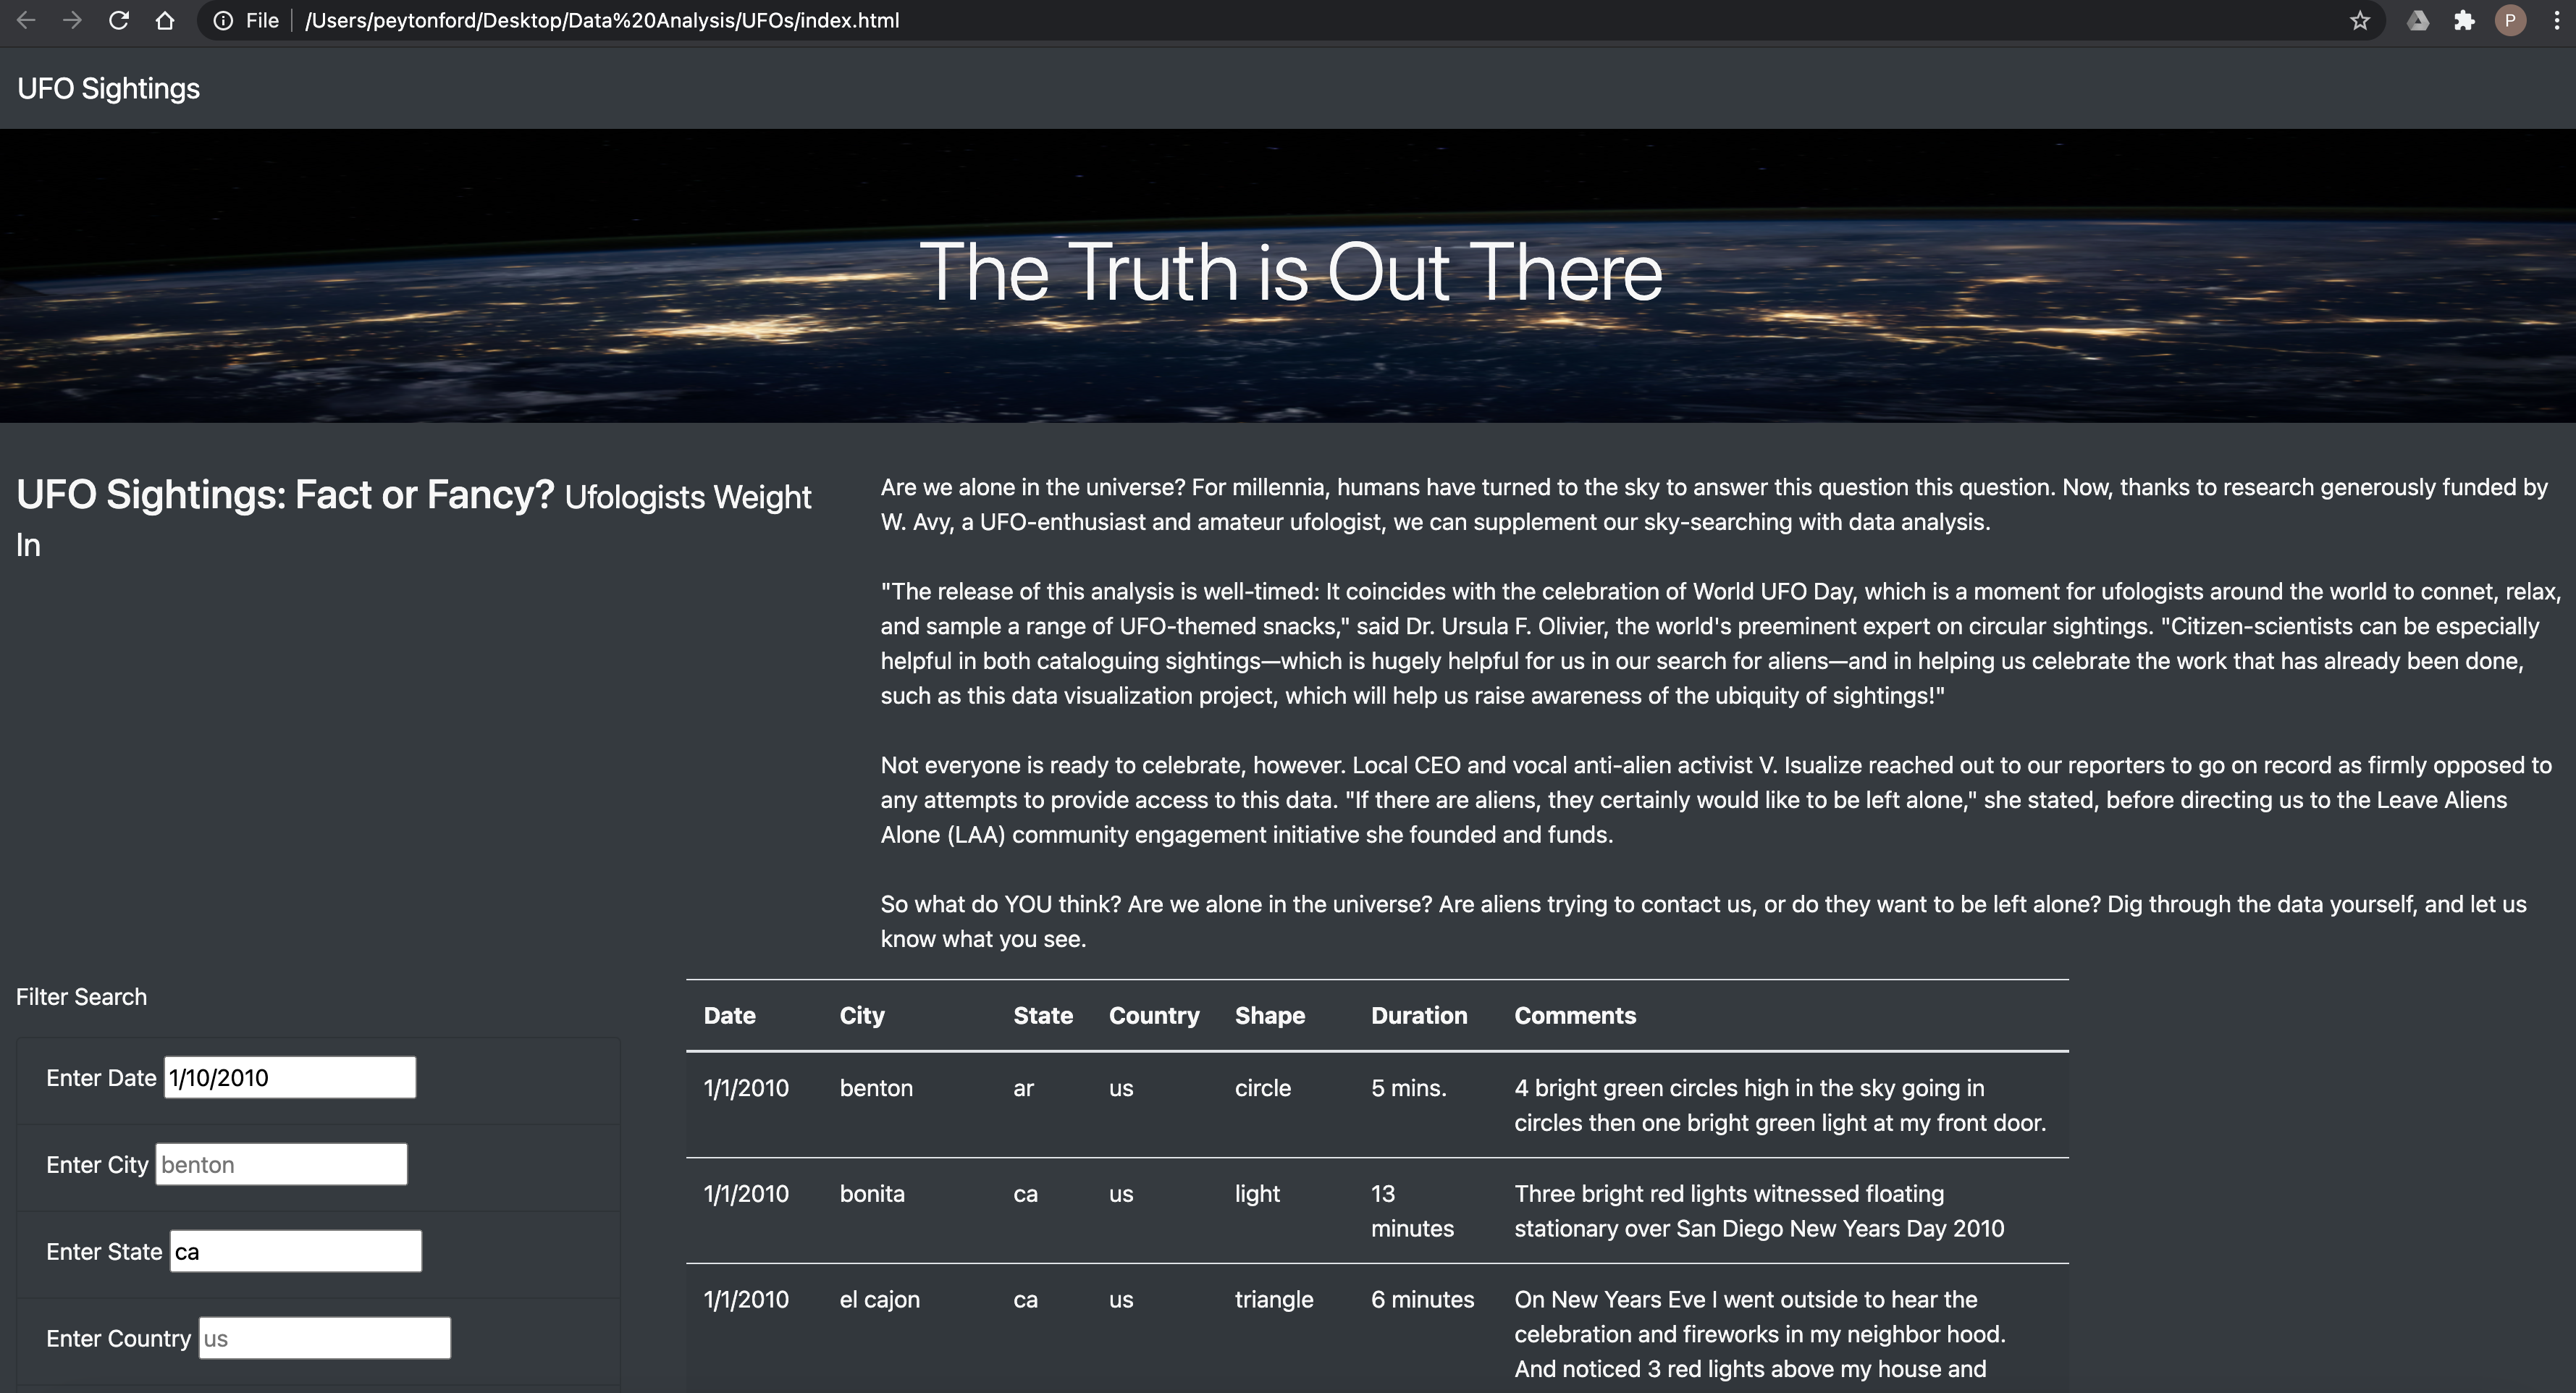 File | /Users/peytonford/Desktop/Data%20Analysis/UFOs/index.html
P
UFO Sightings
The Truth is Out There
UFO Sightings: Fact or Fancy? Ufologists Weight
In
Are we alone in the universe? For millennia, humans have turned to the sky to answer this question this question. Now, thanks to research generously funded by
W. Avy, a UFO-enthusiast and amateur ufologist, we can supplement our sky-searching with data analysis.
"The release of this analysis is well-timed: It coincides with the celebration of World UFO Day, which is a moment for ufologists around the world to connet, relax,
and sample a range of UFO-themed snacks," said Dr. Ursula F. Olivier, the world's preeminent expert on circular sightings. "Citizen-scientists can be especially
helpful in both cataloguing sightings—which is hugely helpful for us in our search for aliens—and in helping us celebrate the work that has already been done,
such as this data visualization project, which will help us raise awareness of the ubiquity of sightings!"
Not everyone is ready to celebrate, however. Local CEO and vocal anti-alien activist V. Isualize reached out to our reporters to go on record as firmly opposed to
any attempts to provide access to this data. "If there are aliens, they certainly would like to be left alone," she stated, before directing us to the Leave Aliens
Alone (LAA) community engagement initiative she founded and funds.
So what do YOU think? Are we alone in the universe? Are aliens trying to contact us, or do they want to be left alone? Dig through the data yourself, and let us
know what you see.
Filter Search
Enter Date 1/10/2010
Enter City benton
Enter State ca
Enter Country us
Date City State Country Shape Duration Comments
1/1/2010 benton ar us circle 5 mins. 4 bright green circles high in the sky going in
circles then one bright green light at my front door.
1/1/2010 bonita ca us light 13 Three bright red lights witnessed floating
minutes stationary over San Diego New Years Day 2010
1/1/2010 el cajon ca us triangle 6 minutes On New Years Eve I went outside to hear the
celebration and fireworks in my neighbor hood.
And noticed 3 red lights above my house and